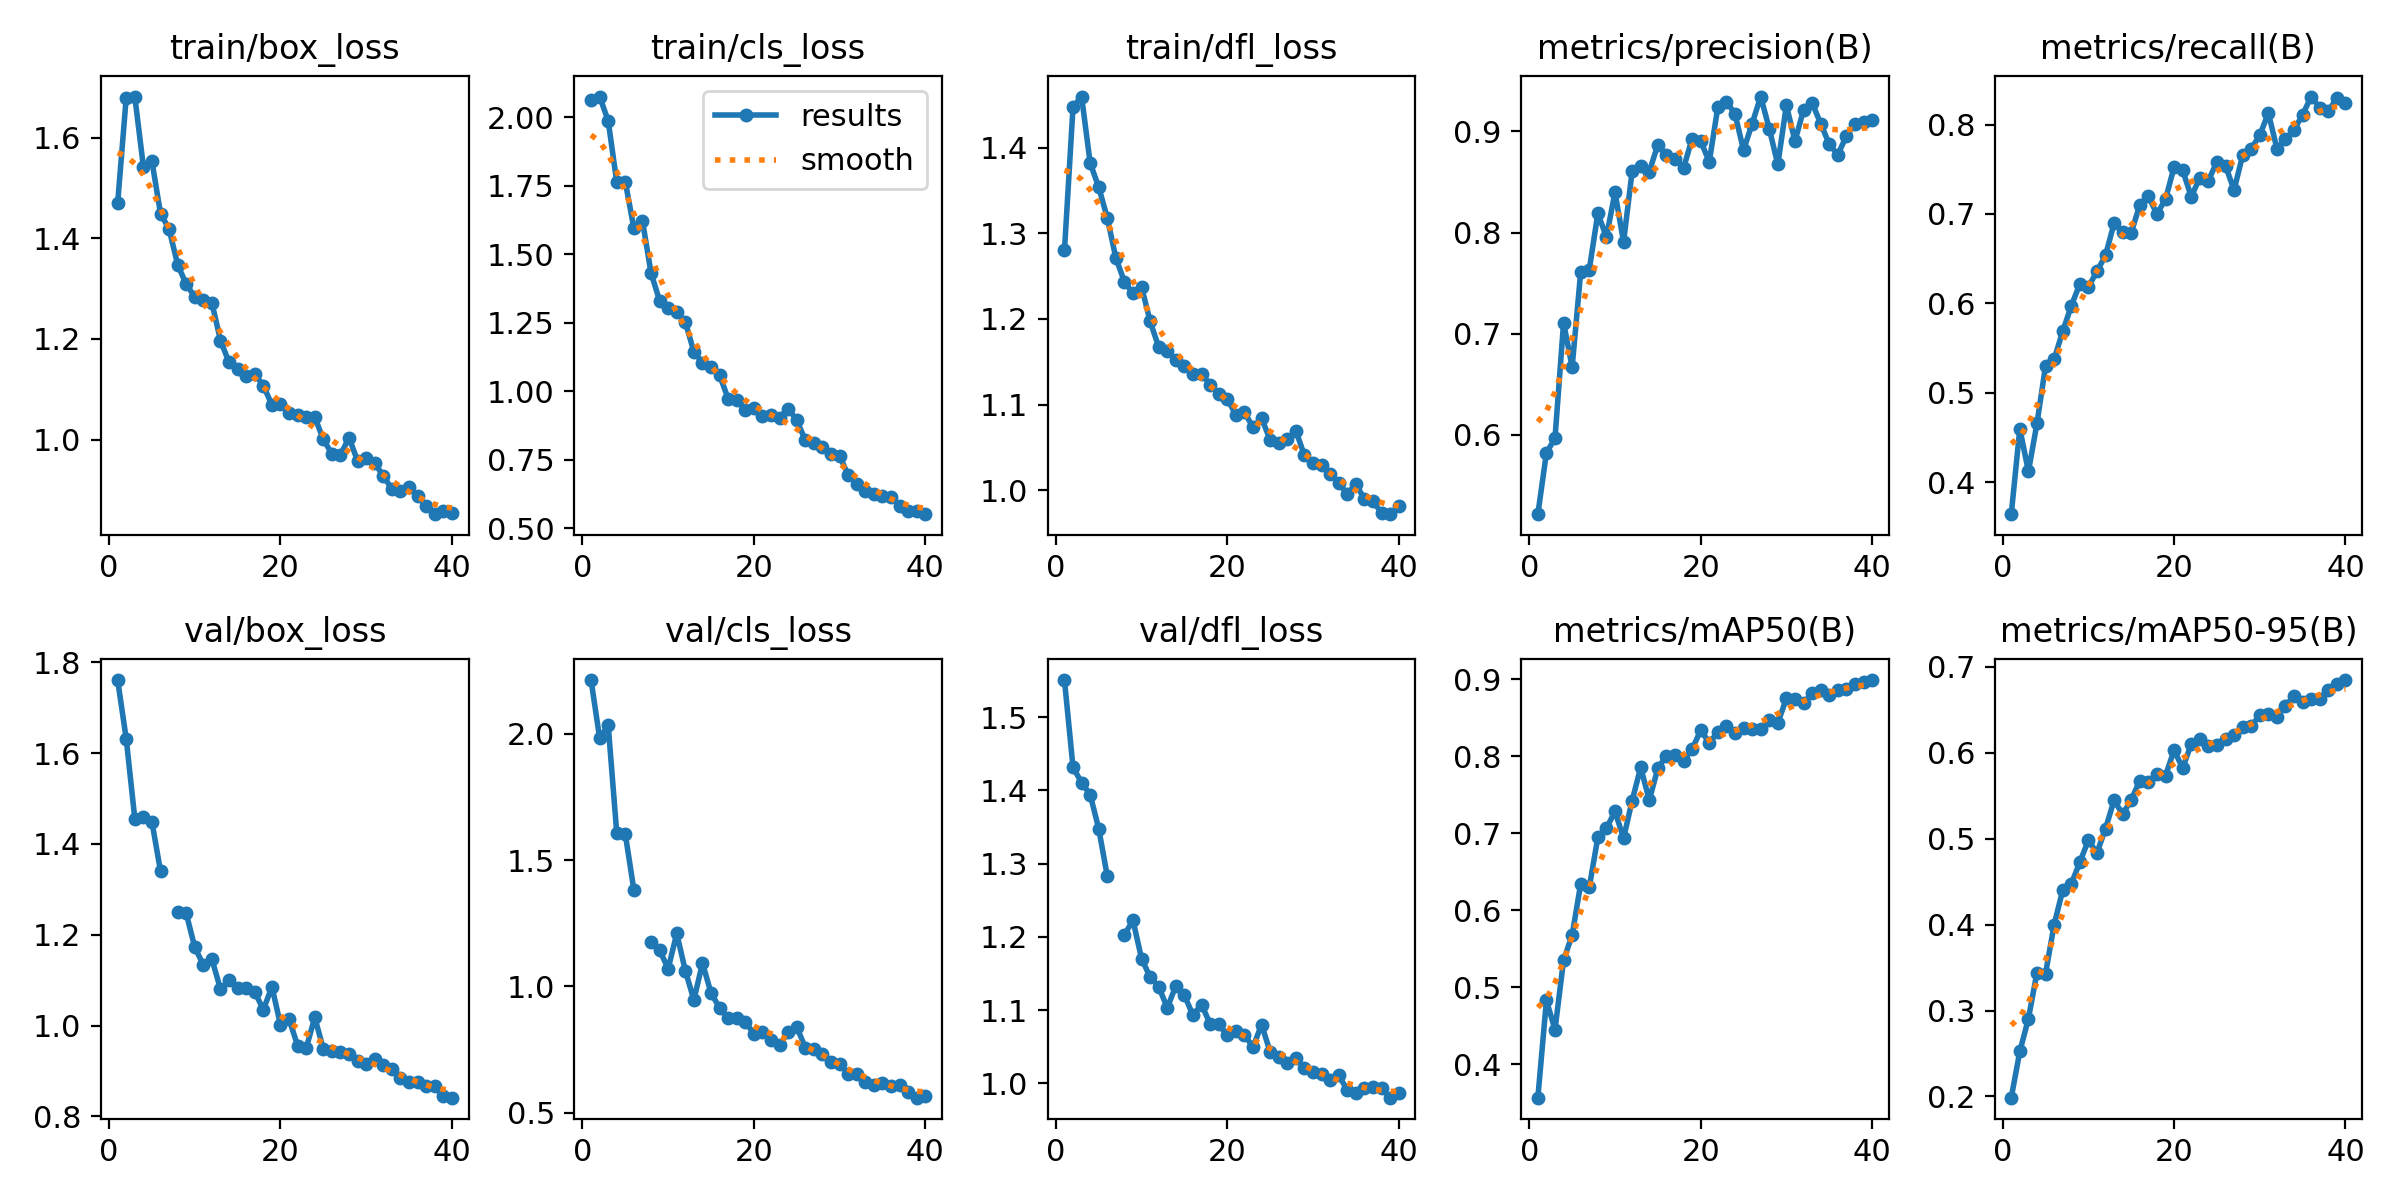 train/box_loss
1.6
1.4
1.2
1.0
0 20 40
train/cls_loss
results
smooth
2.00
1.75
1.50
1.25
1.00
0.75
0.50
0 20 40
train/dfl_loss
1.4
1.3
1.2
1.1
1.0
0 20 40
metrics/precision(B)
0.9
0.8
0.7
0.6
0 20 40
metrics/recall(B)
0.8
0.7
0.6
0.5
0.4
0 20 40
val/box_loss
1.8
1.6
1.4
1.2
1.0
0.8
0 20 40
val/cls_loss
2.0
1.5
1.0
0.5
0 20 40
val/dfl_loss
1.5
1.4
1.3
1.2
1.1
1.0
0 20 40
metrics/mAP50(B)
0.9
0.8
0.7
0.6
0.5
0.4
0 20 40
metrics/mAP50-95(B)
0.7
0.6
0.5
0.4
0.3
0.2
0 20 40